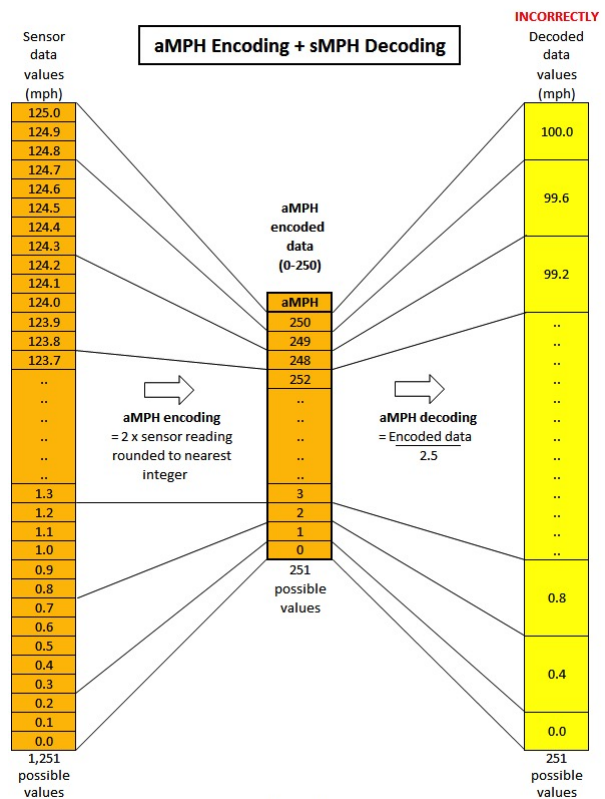 aMPH Encoding + sMPH Decoding
Sensor
data
values
(mph)
125.0
124.9
124.8
124.7
124.6
124.5
124.4
124.3
124.2
124.1
124.0
123.9
123.8
123.7
..
..
..
..
..
..
1.3
1.2
1.1
1.0
0.9
0.8
0.7
0.6
0.5
0.4
0.3
0.2
0.1
0.0
1,251
possible
values
aMPH encoding
= 2 x sensor reading
rounded to nearest
integer
aMPH
encoded
data
(0-250)
aMPH
250
249
248
252
..
..
..
..
..
3
2
1
0
251
possible
values
aMPH decoding
= Encoded data
2.5
INCORRECTLY
Decoded
data
values
(mph)
100.0
99.6
99.2
..
..
..
..
..
..
..
..
..
..
..
..
..
0.8
0.4
0.0
251
possible
values